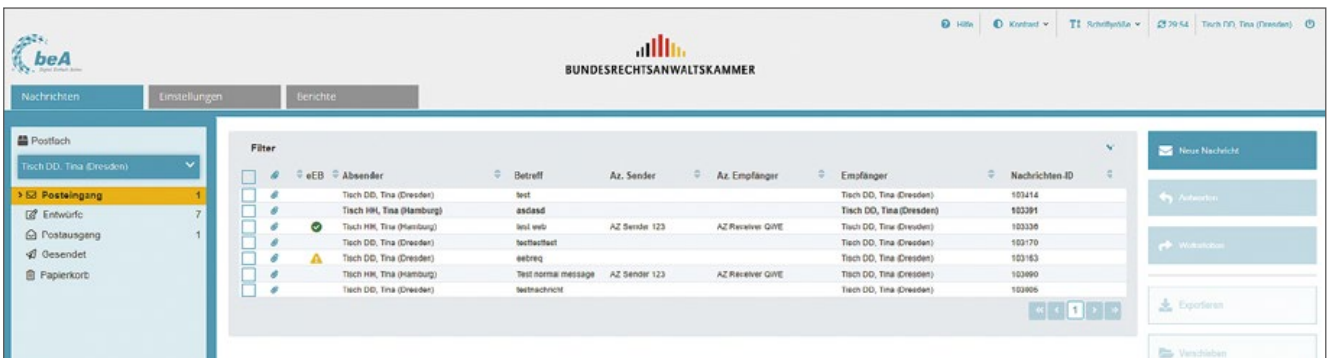 Hilfe Kontrast Schriftgröße 29:54 Tisch DD, Tina (Dresden)
beA
BUNDESRECHTSANWALTSKAMMER
Nachrichten Einstellungen Berichte
Postfach
Tisch DD, Tina (Dresden)
Posteingang 1
Entwürfe 7
Postausgang 1
Gesendet
Papierkorb
Filter
eEB Absender Betreff Az. Sender Az. Empfänger Empfänger Nachrichten-ID
Tisch DD, Tina (Dresden) test Tisch DD, Tina (Dresden) 103414
Tisch HH, Tina (Hamburg) asdasd Tisch DD, Tina (Dresden) 103391
Tisch HH, Tina (Hamburg) test web AZ Sender 123 AZ Receiver QWE Tisch DD, Tina (Dresden) 103336
Tisch DD, Tina (Dresden) testtesttest Tisch DD, Tina (Dresden) 103170
Tisch DD, Tina (Dresden) eebreq Tisch DD, Tina (Dresden) 103163
Tisch HH, Tina (Hamburg) Test normal message AZ Sender 123 AZ Receiver QWE Tisch DD, Tina (Dresden)
Tisch DD, Tina (Dresden) testnachricht Tisch DD, Tina (Dresden)
1
Neue Nachricht
Antworten
Weiterleiten
Exportieren
Verschieben